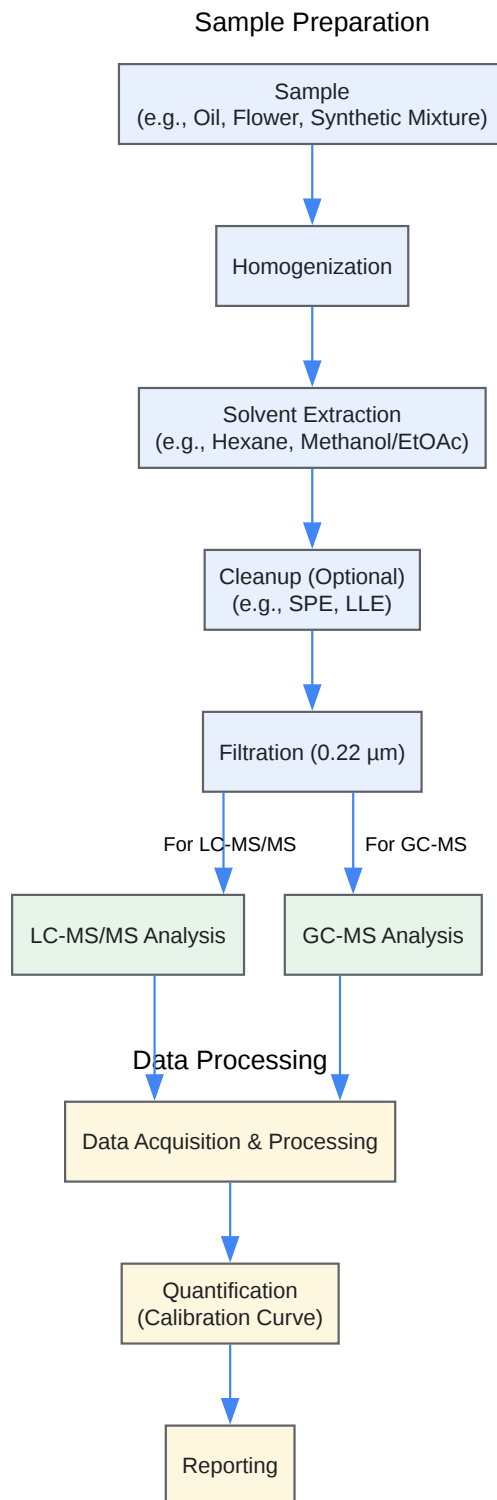 Sample Preparation
Sample
(e.g., Oil, Flower, Synthetic Mixture)
Homogenization
Solvent Extraction
(e.g., Hexane, Methanol/EtOAc)
Cleanup (Optional)
(e.g., SPE, LLE)
Filtration (0.22 µm)
For LC-MS/MS
For GC-MS
LC-MS/MS Analysis
GC-MS Analysis
Data Processing
Data Acquisition & Processing
Quantification
(Calibration Curve)
Reporting